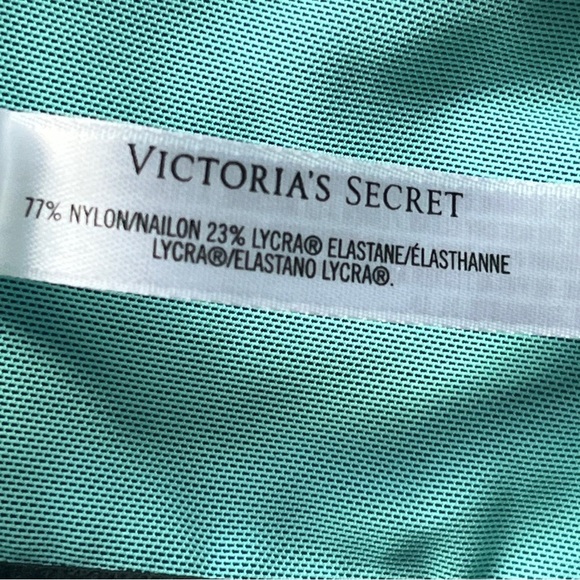 VICTORIA'S SECRET
77% NYLON/NAILON 23% LYCRA® ELASTANE/ÉLASTHANNE
LYCRA®/ELASTANO LYCRA®.